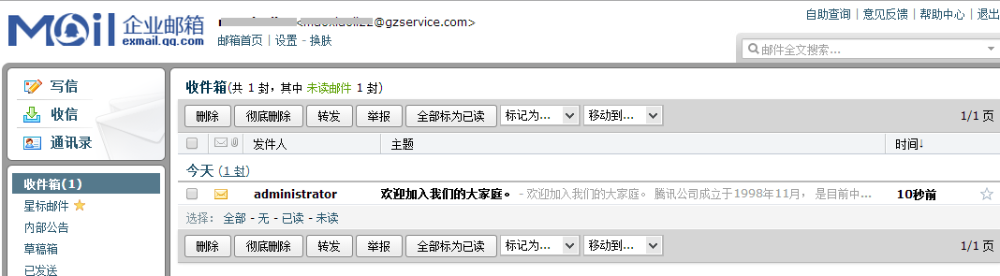 Mail 企业邮箱
exmail.qq.com
@gzservice.com>
邮箱首页 | 设置 - 换肤
自助查询 | 意见反馈 | 帮助中心 | 退出
邮件全文搜索...
写信
收信
通讯录
收件箱(1)
星标邮件
内部公告
草稿箱
已发送
收件箱(共 1 封，其中 未读邮件 1 封)
删除 彻底删除 转发 举报 全部标为已读 标记为... 移动到... 1/1 页
发件人 主题 时间↓
今天 (1 封)
administrator 欢迎加入我们的大家庭。 - 欢迎加入我们的大家庭。 腾讯公司成立于1998年11月， 是目前中... 10秒前
选择： 全部 - 无 - 已读 - 未读
删除 彻底删除 转发 举报 全部标为已读 标记为... 移动到... 1/1 页